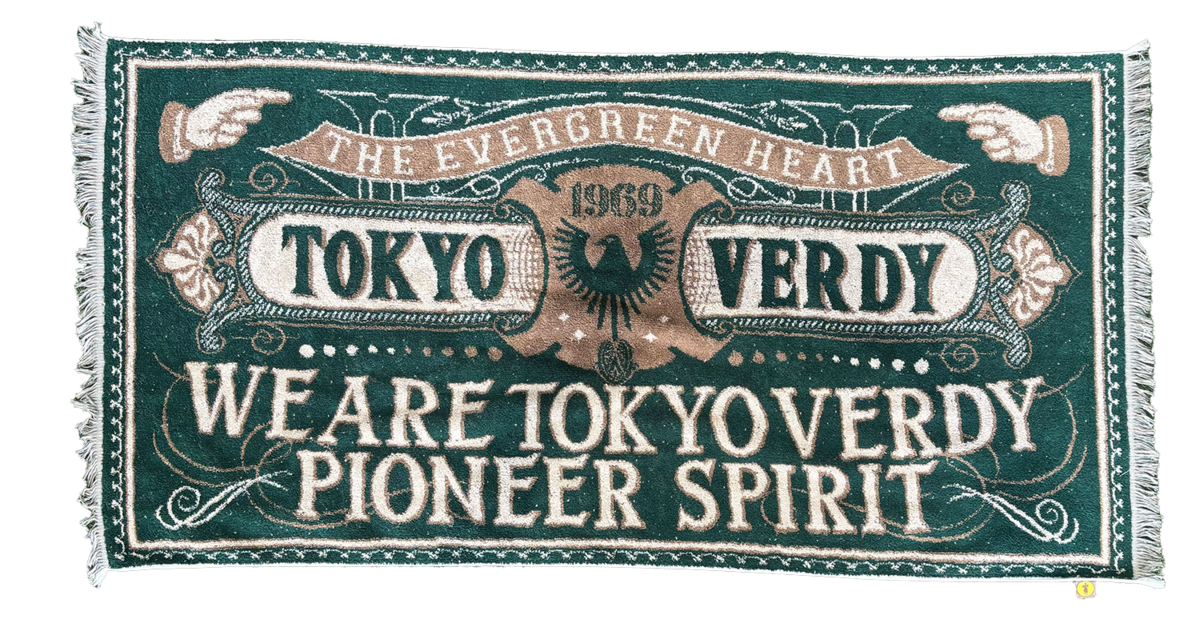 THE EVERGREEN HEART
1969
TOKYO VERDY
WE ARE TOKYO VERDY
PIONEER SPIRIT